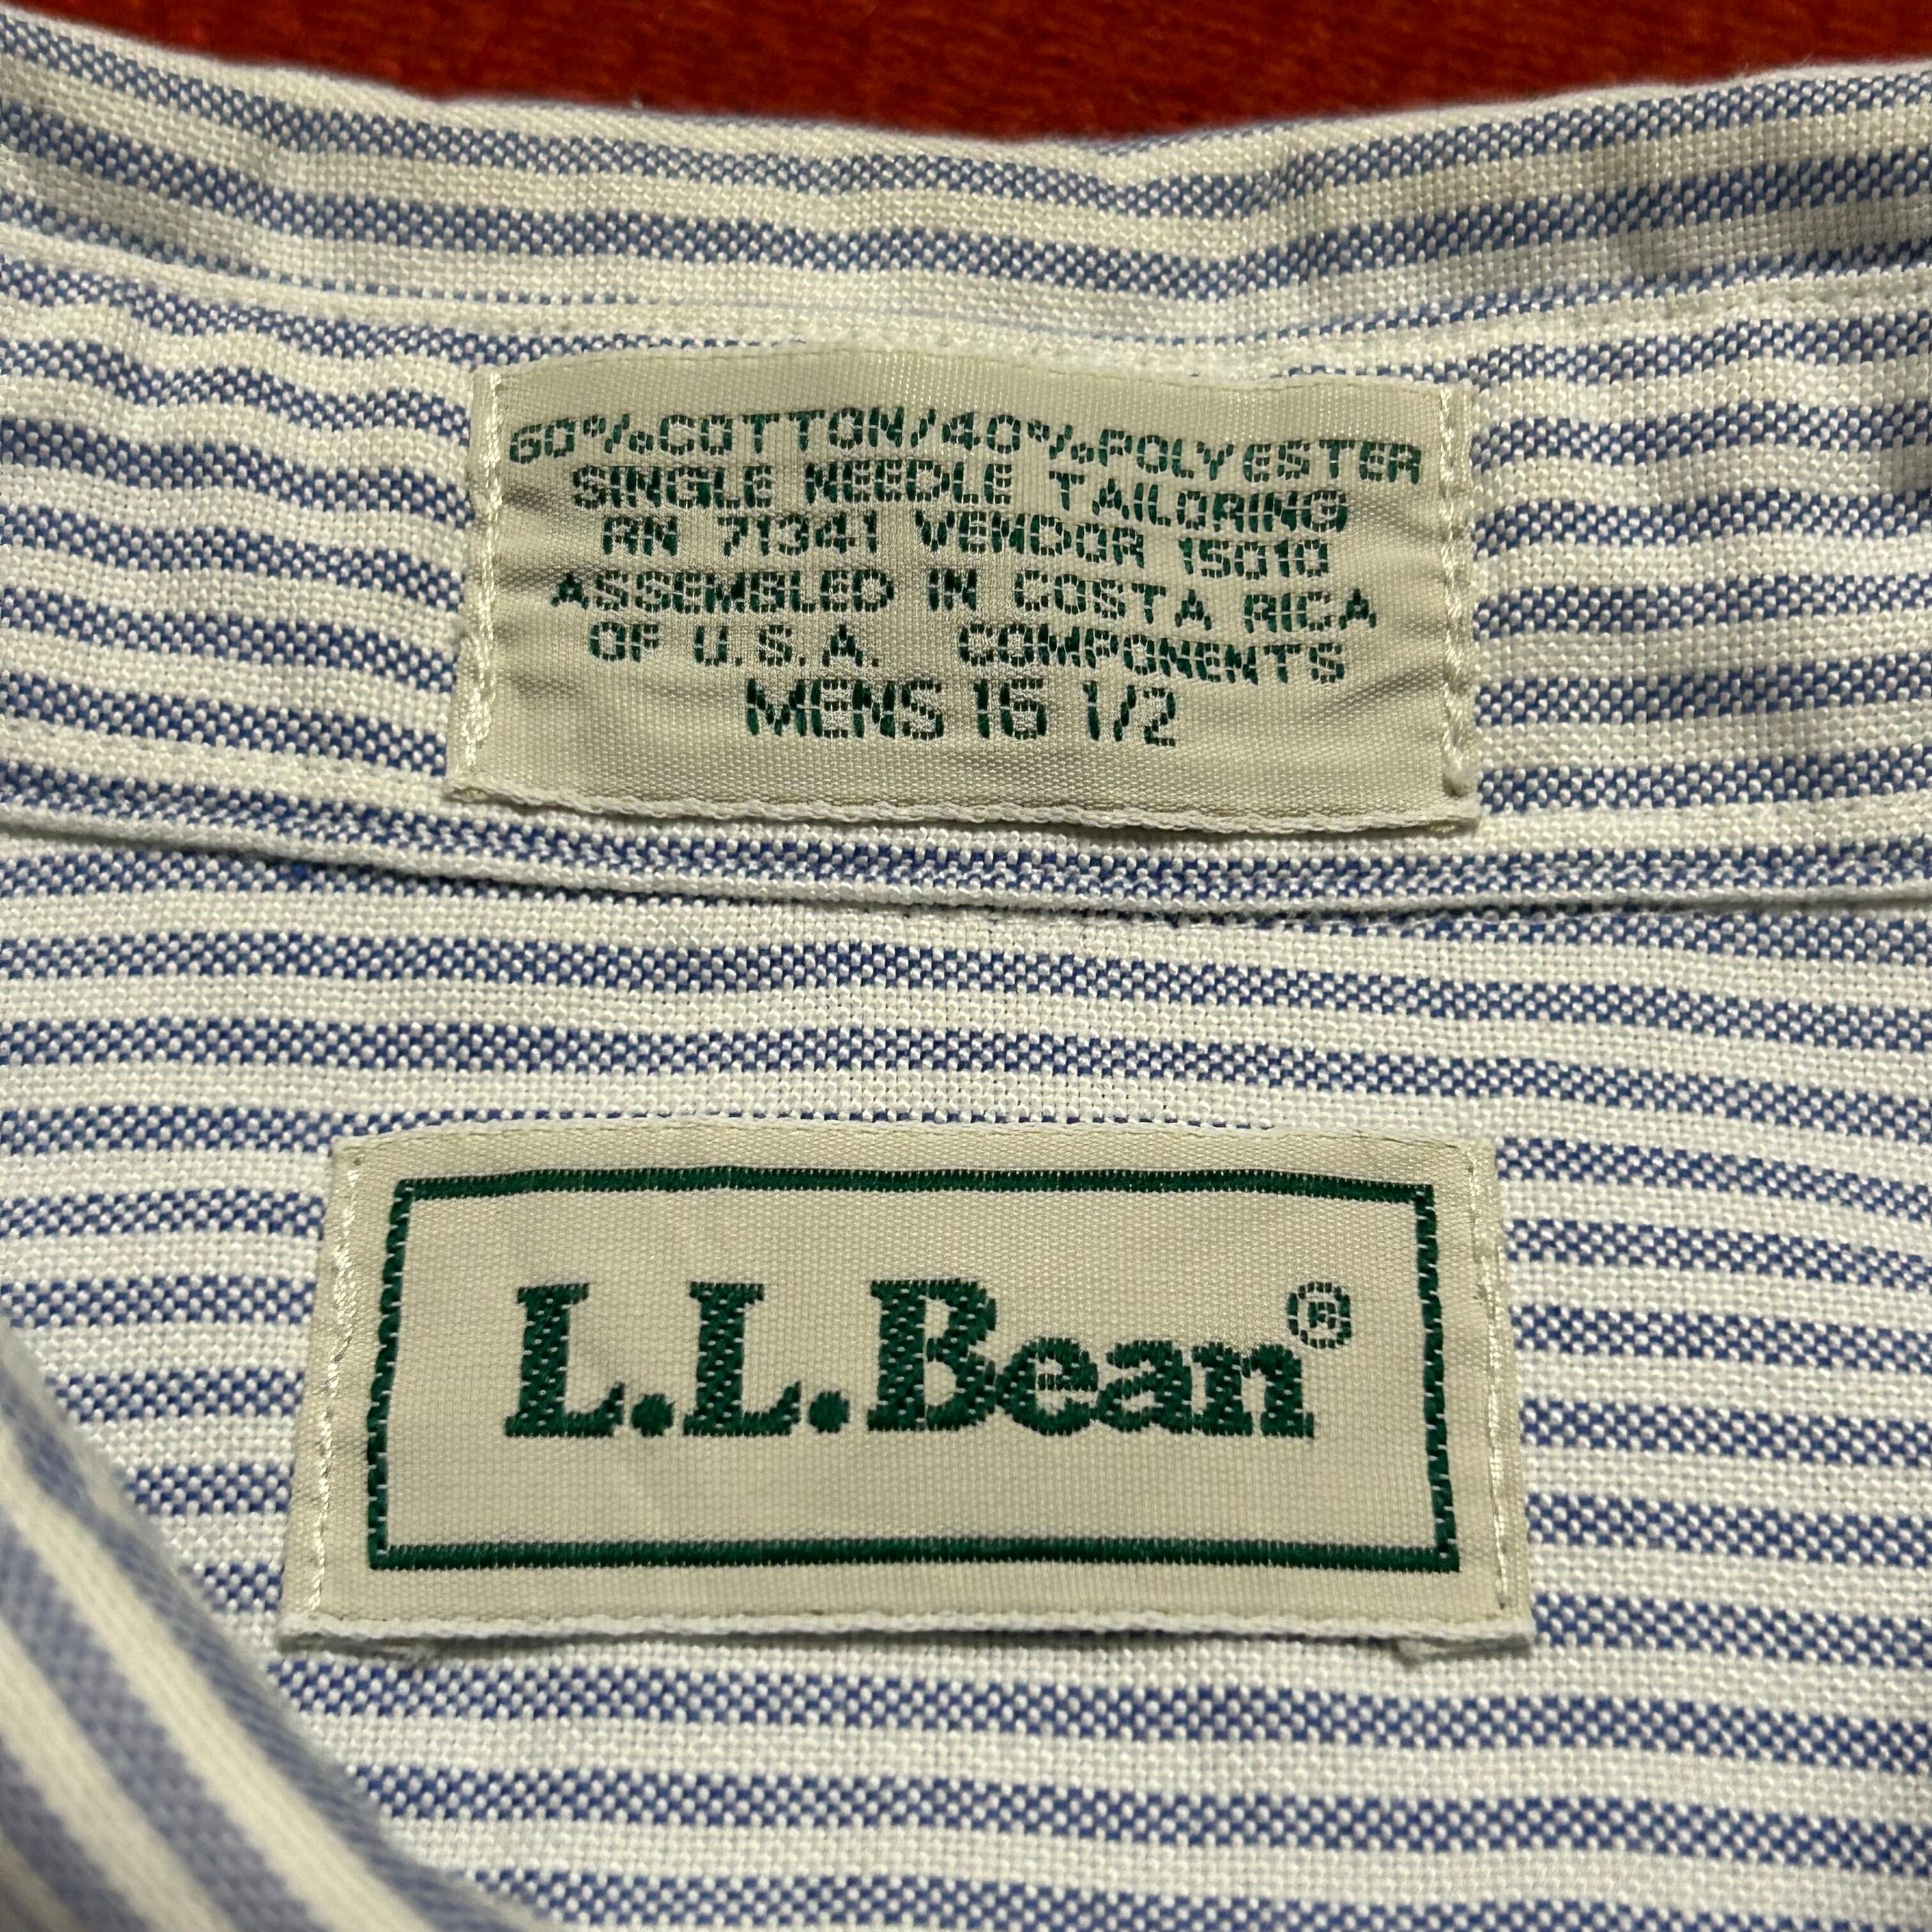 60%COTTON/40%POLYESTER
SINGLE NEEDLE TAILORING
RN 71341 VENDOR 15010
ASSEMBLED IN COSTA RICA
OF U.S.A. COMPONENTS
MENS 16 1/2
L.L.Bean®